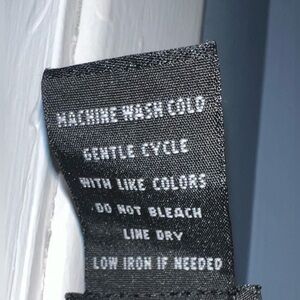 MACHINE WASH COLD
GENTLE CYCLE
WITH LIKE COLORS
DO NOT BLEACH
LINE DRY
LOW IRON IF NEEDED